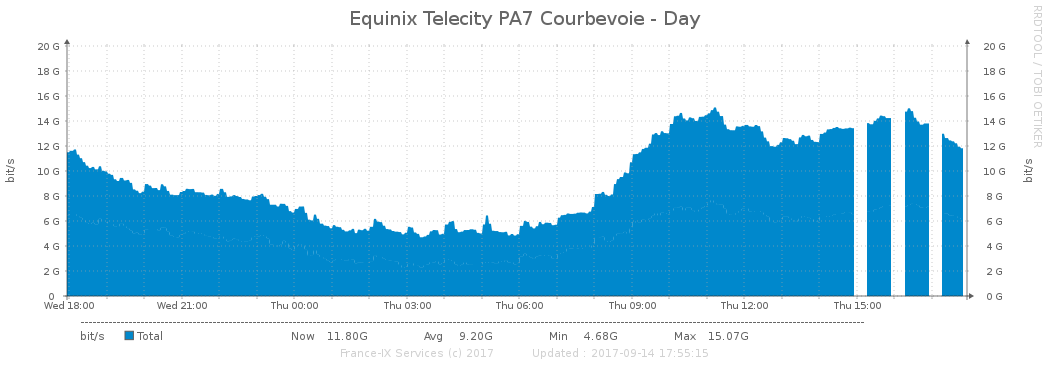 Equinix Telecity PA7 Courbevoie - Day
RRDTOOL / TOBI OETIKER
20 G 20 G
18 G 18 G
16 G 16 G
14 G 14 G
12 G 12 G
10 G 10 G
8 G 8 G
6 G 6 G
4 G 4 G
2 G 2 G
0 0 G
bit/s bit/s
Wed 18:00 Wed 21:00 Thu 00:00 Thu 03:00 Thu 06:00 Thu 09:00 Thu 12:00 Thu 15:00
bit/s Total Now 11.80G Avg 9.20G Min 4.68G Max 15.07G
France-IX Services (c) 2017 Updated : 2017-09-14 17:55:15